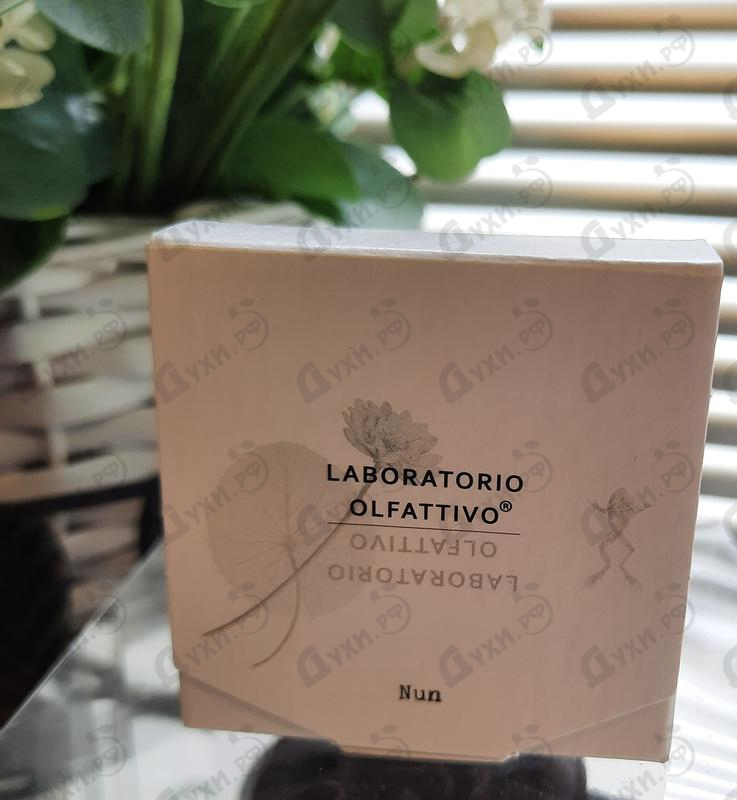 LABORATORIO
OLFATTIVO®
OLFATTIVO
LABORATORIO
Nun
Духи.рф